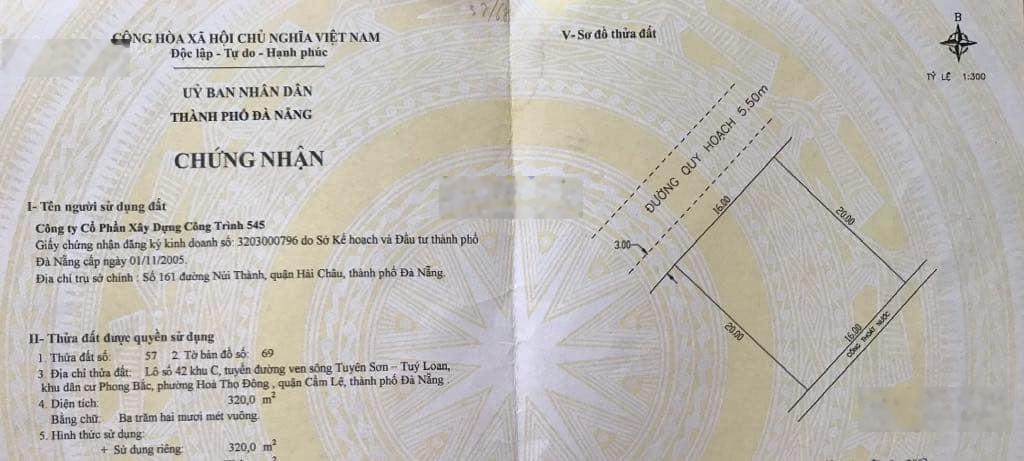 CỘNG HÒA XÃ HỘI CHỦ NGHĨA VIỆT NAM
Độc lập - Tự do - Hạnh phúc
UỶ BAN NHÂN DÂN
THÀNH PHỐ ĐÀ NẴNG
CHỨNG NHẬN
I- Tên người sử dụng đất
Công ty Cổ Phần Xây Dựng Công Trình 545
Giấy chứng nhận đăng ký kinh doanh số: 3203000796 do Sở Kế hoạch và Đầu tư thành phố
Đà Nẵng cấp ngày 01/11/2005.
Địa chỉ trụ sở chính : Số 161 đường Núi Thành, quận Hải Châu, thành phố Đà Nẵng.
II- Thửa đất được quyền sử dụng
1. Thửa đất số: 57 2. Tờ bản đồ số: 69
3. Địa chỉ thửa đất: Lô số 42 khu C, tuyến đường ven sông Tuyên Sơn – Tuý Loan,
khu dân cư Phong Bắc, phường Hoà Thọ Đông , quận Cẩm Lệ, thành phố Đà Nẵng .
4. Diện tích: 320,0 m²
Bằng chữ: Ba trăm hai mươi mét vuông.
5. Hình thức sử dụng:
+ Sử dụng riêng: 320,0 m²
V- Sơ đồ thửa đất
B
TỶ LỆ 1:300
ĐƯỜNG QUY HOẠCH 5.50m
3.00
16.00
20.00
20.00
16.00
CỐNG THOÁT NƯỚC